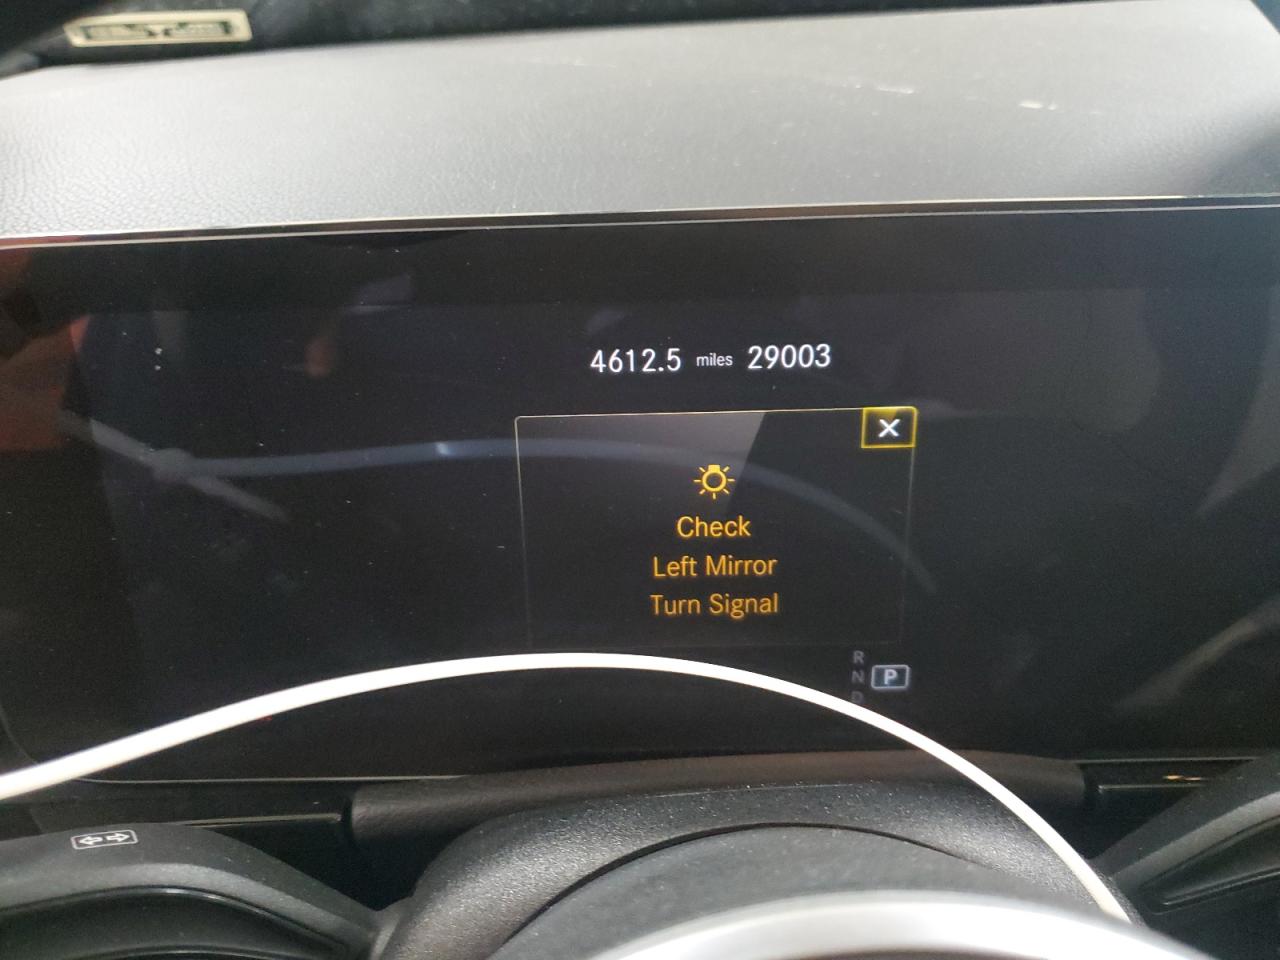 4612.5 miles 29003
Check
Left Mirror
Turn Signal
R
N P
D